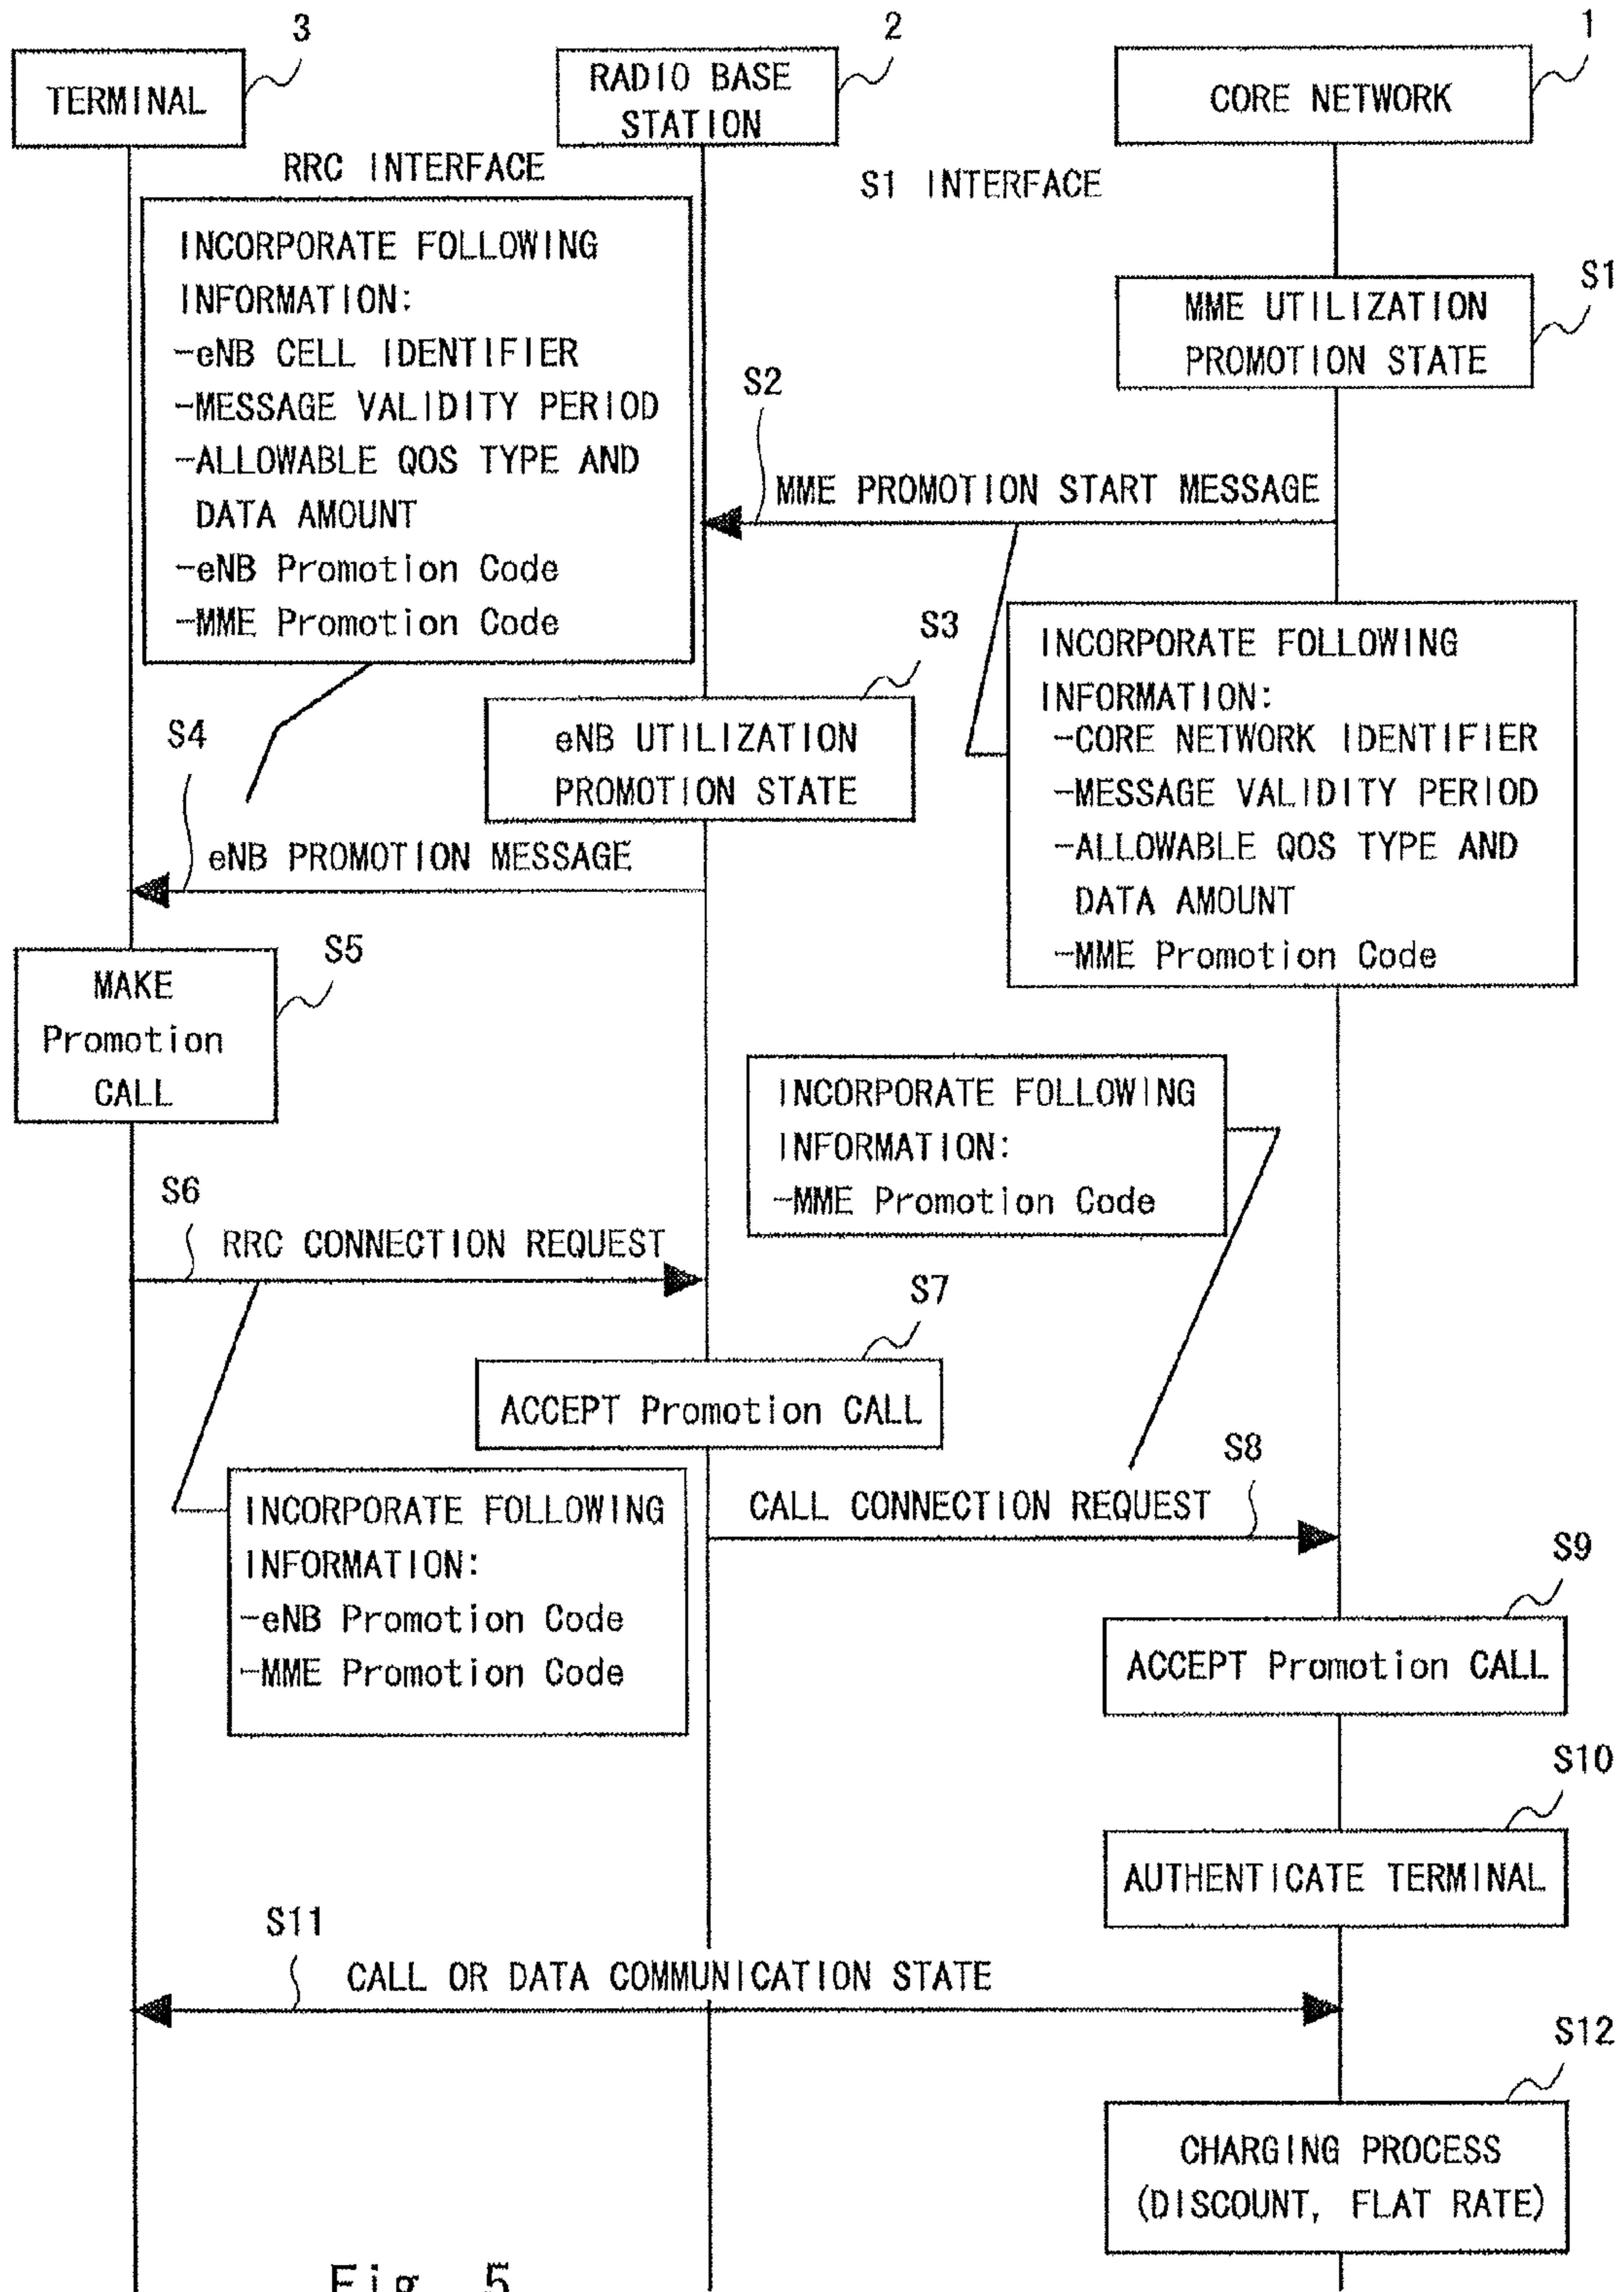 3
2
1
TERMINAL
RADIO BASE
STATION
CORE NETWORK
RRC INTERFACE
S1 INTERFACE
INCORPORATE FOLLOWING
INFORMATION:
-eNB CELL IDENTIFIER
-MESSAGE VALIDITY PERIOD
-ALLOWABLE QOS TYPE AND
DATA AMOUNT
-eNB Promotion Code
-MME Promotion Code
S1
MME UTILIZATION
PROMOTION STATE
S2
MME PROMOTION START MESSAGE
S3
INCORPORATE FOLLOWING
INFORMATION:
-CORE NETWORK IDENTIFIER
-MESSAGE VALIDITY PERIOD
-ALLOWABLE QOS TYPE AND
DATA AMOUNT
-MME Promotion Code
eNB UTILIZATION
PROMOTION STATE
S4
eNB PROMOTION MESSAGE
S5
MAKE
Promotion
CALL
INCORPORATE FOLLOWING
INFORMATION:
-MME Promotion Code
S6
RRC CONNECTION REQUEST
S7
ACCEPT Promotion CALL
INCORPORATE FOLLOWING
INFORMATION:
-eNB Promotion Code
-MME Promotion Code
S8
CALL CONNECTION REQUEST
S9
ACCEPT Promotion CALL
S10
AUTHENTICATE TERMINAL
S11
CALL OR DATA COMMUNICATION STATE
S12
CHARGING PROCESS
(DISCOUNT, FLAT RATE)
Fig. 5